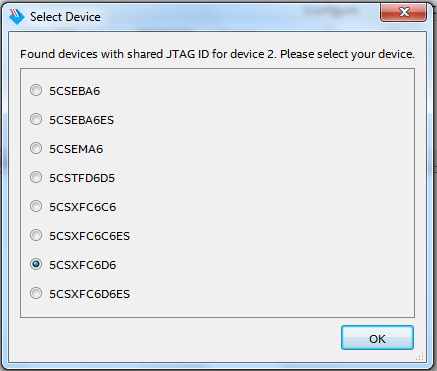 Select Device
Found devices with shared JTAG ID for device 2. Please select your device.
5CSEBA6
5CSEBA6ES
5CSEMA6
5CSTFD6D5
5CSXFC6C6
5CSXFC6C6ES
5CSXFC6D6
5CSXFC6D6ES
OK